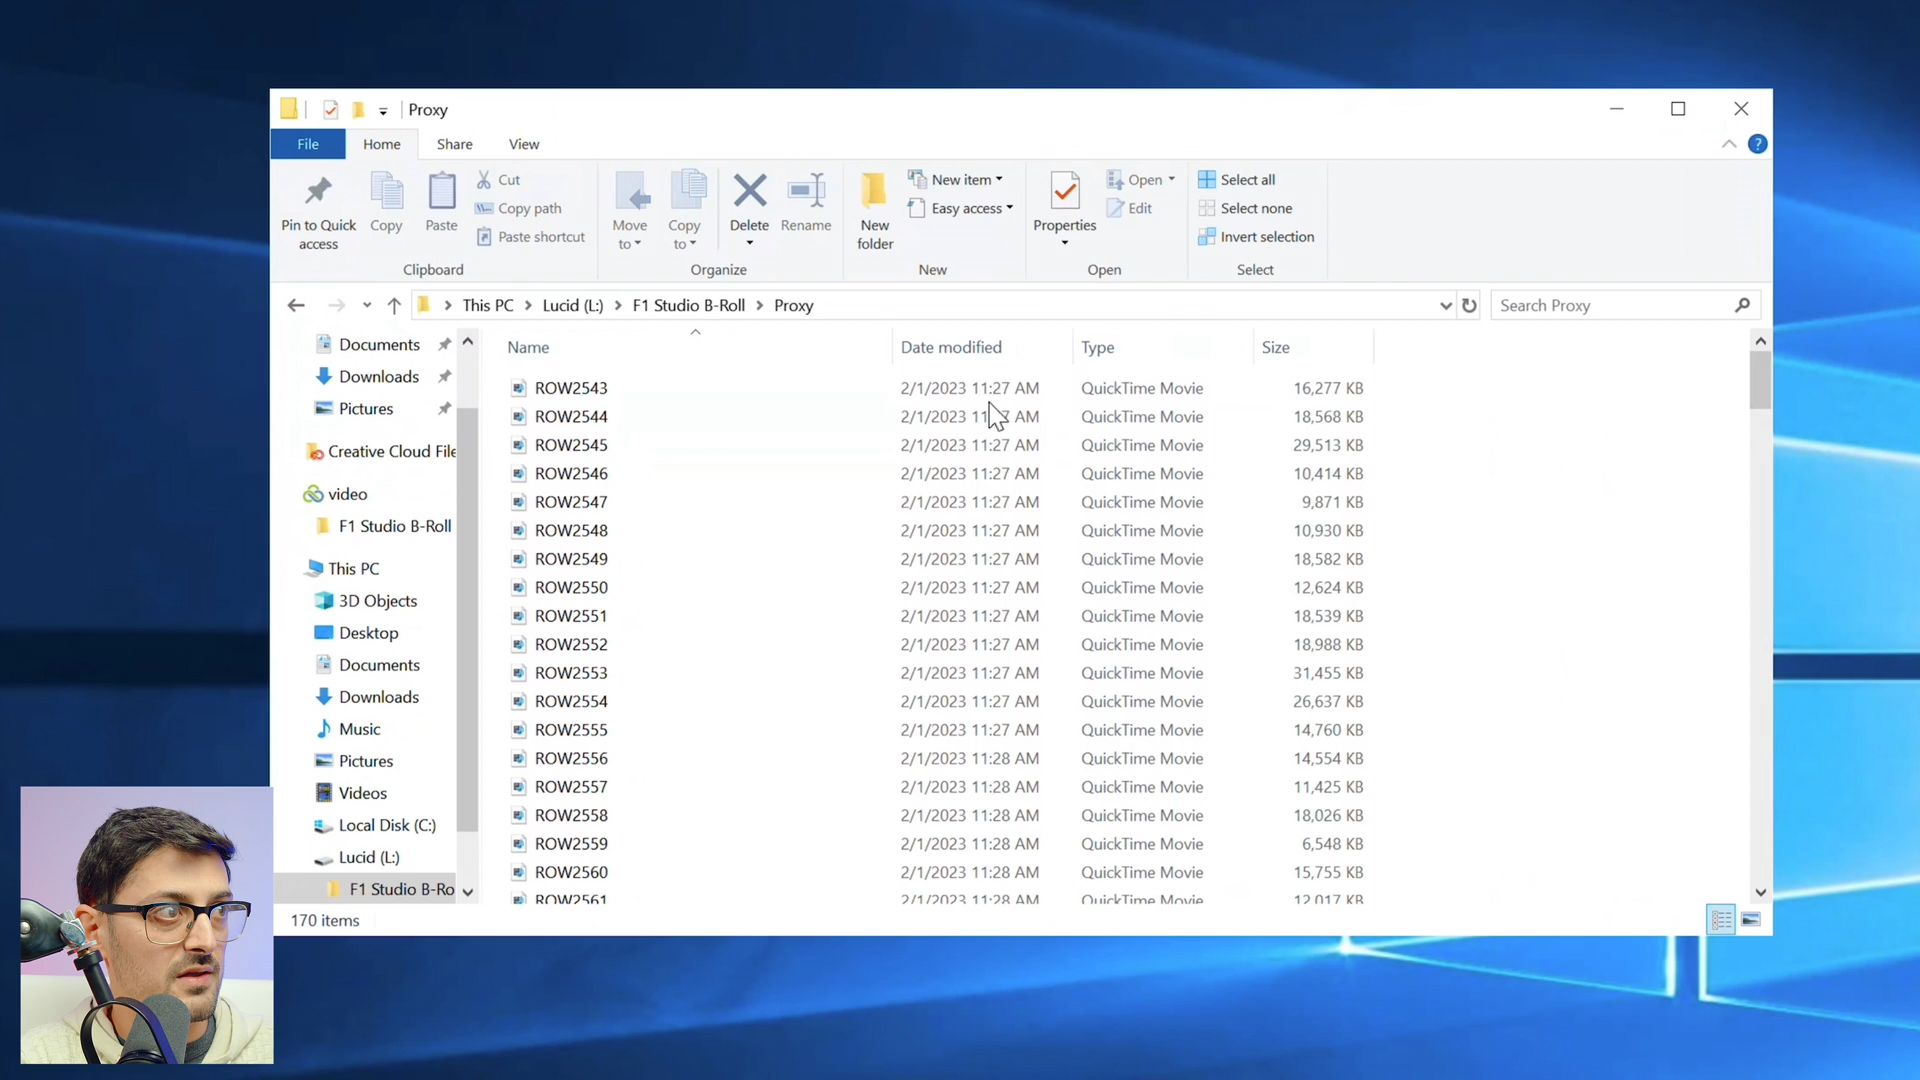 Proxy
File Home Share View
Pin to Quick access
Copy
Paste
Cut
Copy path
Paste shortcut
Clipboard
Move to
Copy to
Delete
Rename
Organize
New folder
New item
Easy access
New
Properties
Open
Edit
Open
Select all
Select none
Invert selection
Select
This PC > Lucid (L:) > F1 Studio B-Roll > Proxy
Search Proxy
Documents
Downloads
Pictures
Creative Cloud File
video
F1 Studio B-Roll
This PC
3D Objects
Desktop
Documents
Downloads
Music
Pictures
Videos
Local Disk (C:)
Lucid (L:)
F1 Studio B-Ro
Name Date modified Type Size
ROW2543 2/1/2023 11:27 AM QuickTime Movie 16,277 KB
ROW2544 2/1/2023 11:27 AM QuickTime Movie 18,568 KB
ROW2545 2/1/2023 11:27 AM QuickTime Movie 29,513 KB
ROW2546 2/1/2023 11:27 AM QuickTime Movie 10,414 KB
ROW2547 2/1/2023 11:27 AM QuickTime Movie 9,871 KB
ROW2548 2/1/2023 11:27 AM QuickTime Movie 10,930 KB
ROW2549 2/1/2023 11:27 AM QuickTime Movie 18,582 KB
ROW2550 2/1/2023 11:27 AM QuickTime Movie 12,624 KB
ROW2551 2/1/2023 11:27 AM QuickTime Movie 18,539 KB
ROW2552 2/1/2023 11:27 AM QuickTime Movie 18,988 KB
ROW2553 2/1/2023 11:27 AM QuickTime Movie 31,455 KB
ROW2554 2/1/2023 11:27 AM QuickTime Movie 26,637 KB
ROW2555 2/1/2023 11:27 AM QuickTime Movie 14,760 KB
ROW2556 2/1/2023 11:28 AM QuickTime Movie 14,554 KB
ROW2557 2/1/2023 11:28 AM QuickTime Movie 11,425 KB
ROW2558 2/1/2023 11:28 AM QuickTime Movie 18,026 KB
ROW2559 2/1/2023 11:28 AM QuickTime Movie 6,548 KB
ROW2560 2/1/2023 11:28 AM QuickTime Movie 15,755 KB
ROW2561 2/1/2023 11:28 AM QuickTime Movie 12,017 KB
170 items